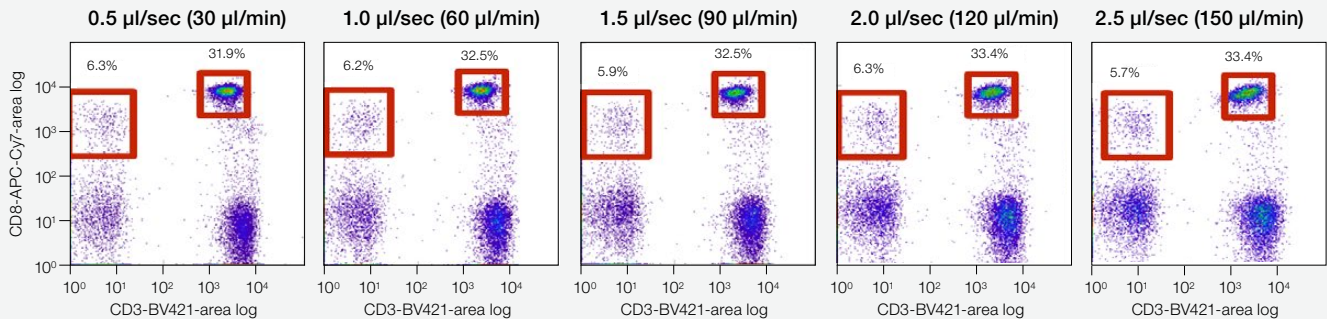 0.5 µl/sec (30 µl/min)
1.0 µl/sec (60 µl/min)
1.5 µl/sec (90 µl/min)
2.0 µl/sec (120 µl/min)
2.5 µl/sec (150 µl/min)
6.3% 31.9%
6.2% 32.5%
5.9% 32.5%
6.3% 33.4%
5.7% 33.4%
CD8-APC-Cy7-area log
10⁴
10³
10²
10¹
10⁰
10⁰ 10¹ 10² 10³ 10⁴
10⁰ 10¹ 10² 10³ 10⁴
10⁰ 10¹ 10² 10³ 10⁴
10⁰ 10¹ 10² 10³ 10⁴
10⁰ 10¹ 10² 10³ 10⁴
CD3-BV421-area log
CD3-BV421-area log
CD3-BV421-area log
CD3-BV421-area log
CD3-BV421-area log